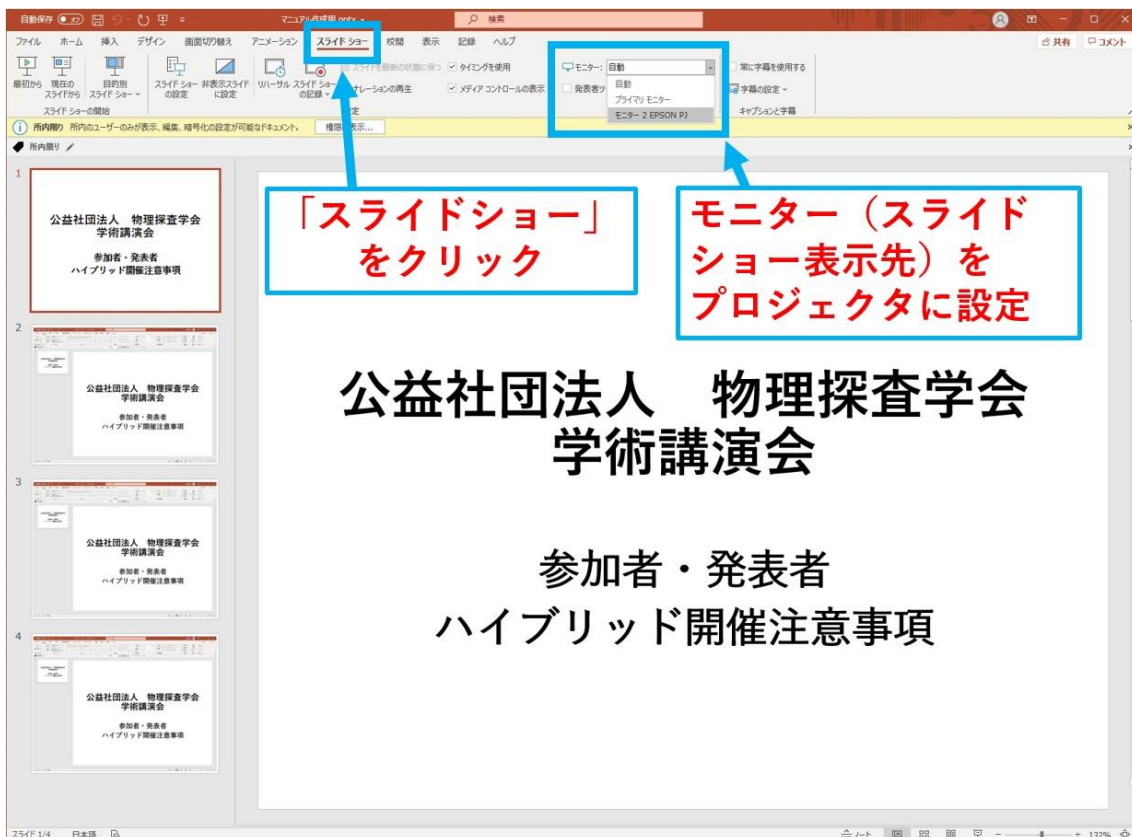 自動保存 オフ マニュアル作成用.pptx 検索
ファイル ホーム 挿入 デザイン 画面切り替え アニメーション スライド ショー 校閲 表示 記録 ヘルプ 共有 コメント
最初から 現在のスライドから 目的別スライド ショー スライド ショーの設定 非表示スライドに設定 リハーサル スライド ショーの記録
スライドを最新の状態に保つ タイミングを使用 モニター: 自動 常に字幕を使用する
ナレーションの再生 メディア コントロールの表示 発表者ツ 自動 字幕の設定
プライマリ モニター
モニター 2 EPSON PJ
スライド ショーの開始 キャプションと字幕
所内限り 所内のユーザーのみが表示、編集、暗号化の設定が可能なドキュメント。
所内限り
「スライドショー」
をクリック
モニター（スライド
ショー表示先）を
プロジェクタに設定
1
公益社団法人 物理探査学会
学術講演会
参加者・発表者
ハイブリッド開催注意事項
2
公益社団法人 物理探査学会
学術講演会
参加者・発表者
ハイブリッド開催注意事項
3
公益社団法人 物理探査学会
学術講演会
参加者・発表者
ハイブリッド開催注意事項
4
公益社団法人 物理探査学会
学術講演会
参加者・発表者
ハイブリッド開催注意事項
公益社団法人 物理探査学会
学術講演会
参加者・発表者
ハイブリッド開催注意事項
スライド 1/4 日本語 ノート 132%